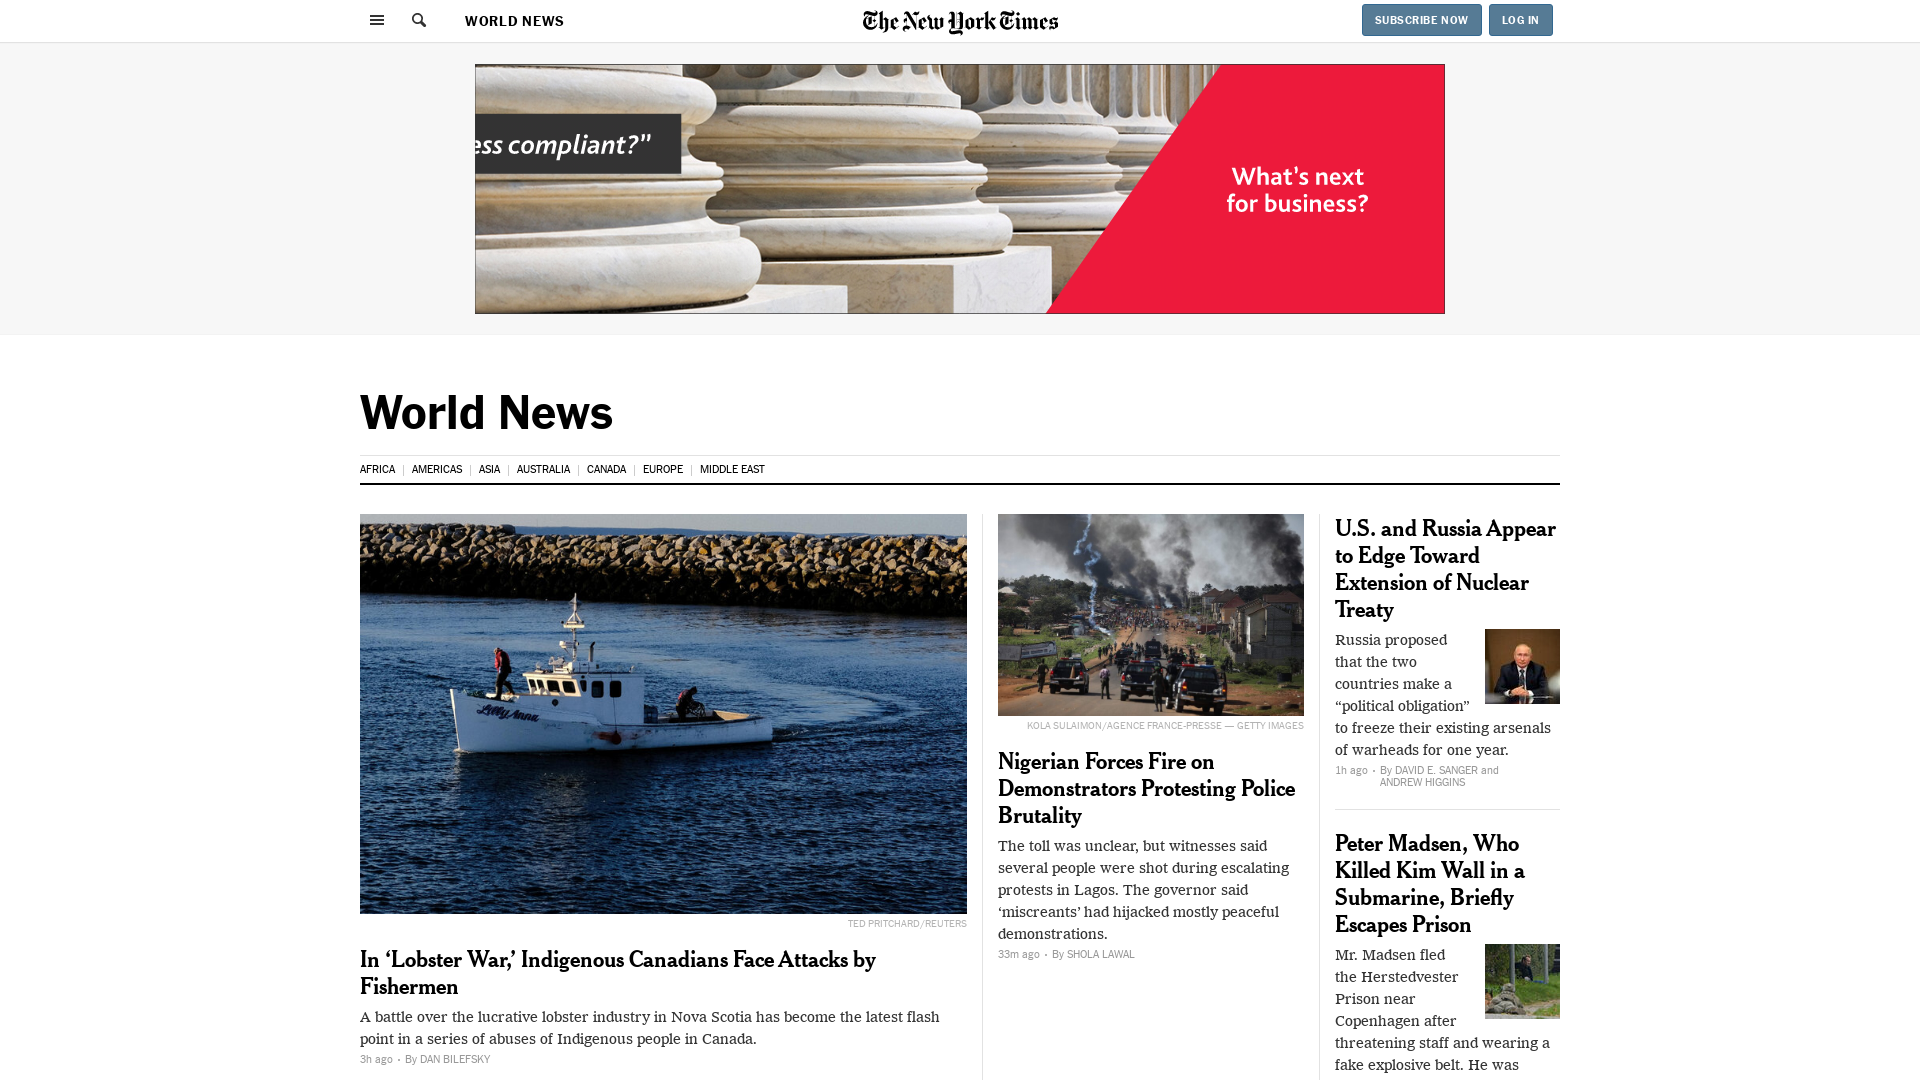 WORLD NEWS
The New York Times
SUBSCRIBE NOW
LOG IN
ess compliant?"
What's next
for business?
World News
AFRICA
AMERICAS
ASIA
AUSTRALIA
CANADA
EUROPE
MIDDLE EAST
Lilly Anna
TED PRITCHARD/REUTERS
In ‘Lobster War,’ Indigenous Canadians Face Attacks by
Fishermen
A battle over the lucrative lobster industry in Nova Scotia has become the latest flash
point in a series of abuses of Indigenous people in Canada.
3h ago · By DAN BILEFSKY
KOLA SULAIMON/AGENCE FRANCE-PRESSE — GETTY IMAGES
Nigerian Forces Fire on
Demonstrators Protesting Police
Brutality
The toll was unclear, but witnesses said
several people were shot during escalating
protests in Lagos. The governor said
‘miscreants’ had hijacked mostly peaceful
demonstrations.
33m ago · By SHOLA LAWAL
U.S. and Russia Appear
to Edge Toward
Extension of Nuclear
Treaty
Russia proposed
that the two
countries make a
“political obligation”
to freeze their existing arsenals
of warheads for one year.
1h ago · By DAVID E. SANGER and
ANDREW HIGGINS
Peter Madsen, Who
Killed Kim Wall in a
Submarine, Briefly
Escapes Prison
Mr. Madsen fled
the Herstedvester
Prison near
Copenhagen after
threatening staff and wearing a
fake explosive belt. He was